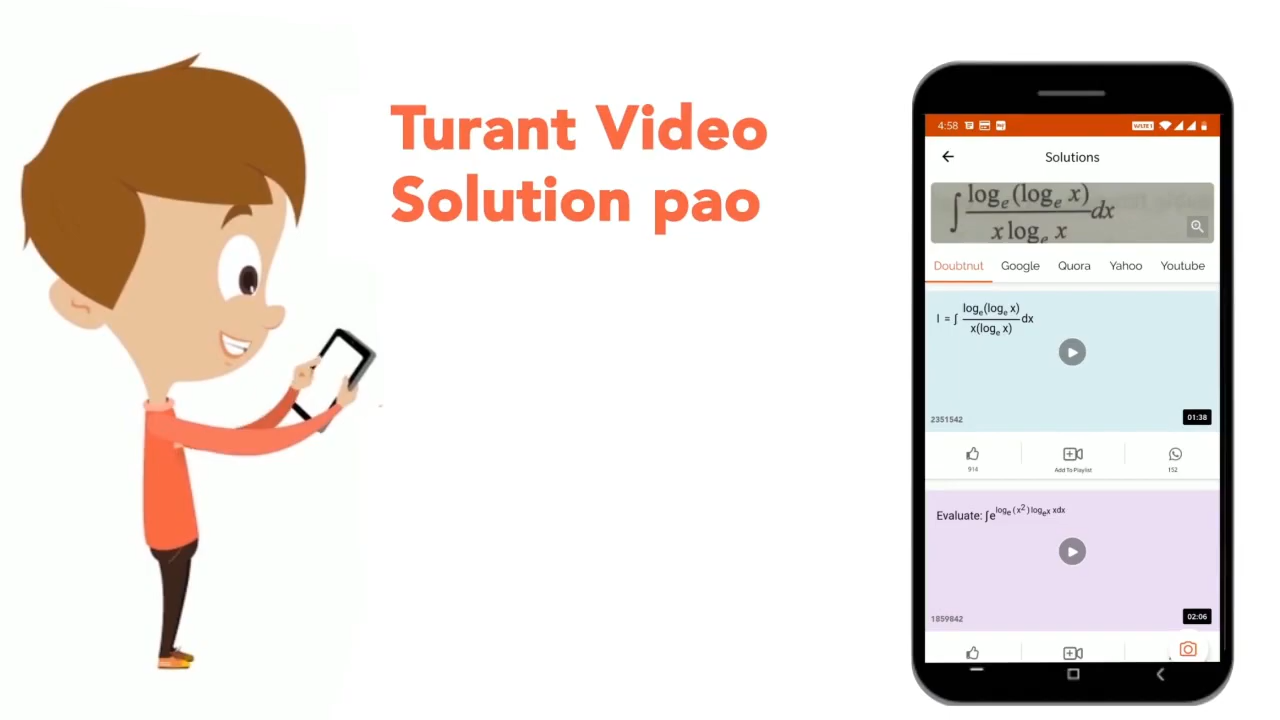 Turant Video
Solution pao
4:58
VoLTE1
Solutions
∫ logₑ(logₑ x) / x logₑ x dx
Doubtnut Google Quora Yahoo Youtube
I = ∫ logₑ(logₑ x) / x(logₑ x) dx
2351542 01:38
914 Add To Playlist 152
Evaluate: ∫e^logₑ(x²)logₑx xdx
1859842 02:06